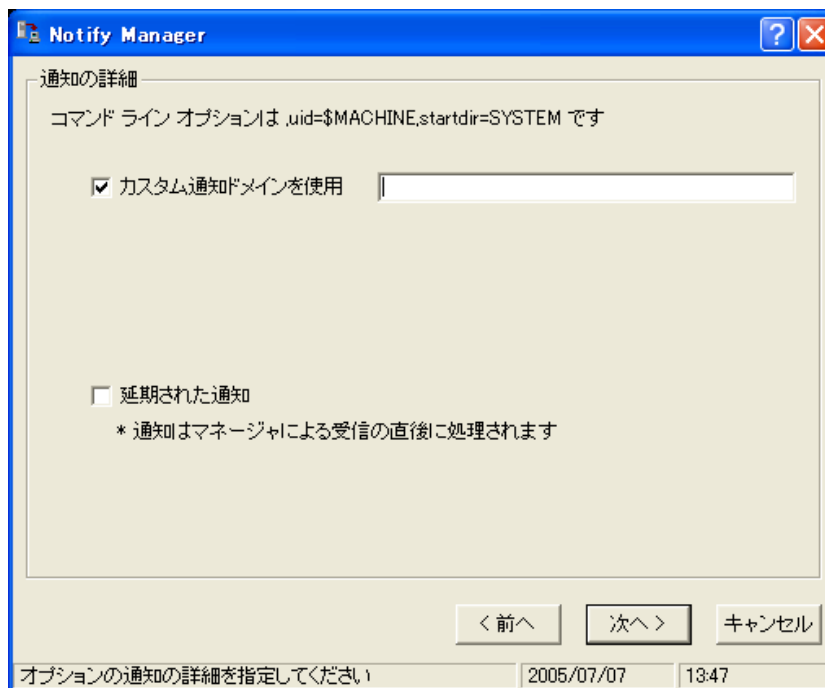 Notify Manager
通知の詳細
コマンド ライン オプションは ,uid=$MACHINE,startdir=SYSTEM です
カスタム通知ドメインを使用
延期された通知
* 通知はマネージャによる受信の直後に処理されます
< 前へ 次へ > キャンセル
オプションの通知の詳細を指定してください 2005/07/07 13:47